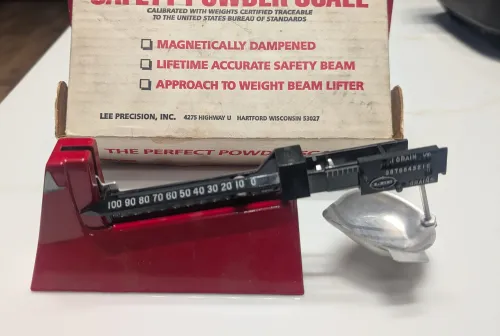 SAFETY POWDER SCALE
CALIBRATED WITH WEIGHTS CERTIFIED TRACEABLE
TO THE UNITED STATES BUREAU OF STANDARDS
MAGNETICALLY DAMPENED
LIFETIME ACCURATE SAFETY BEAM
APPROACH TO WEIGHT BEAM LIFTER
LEE PRECISION, INC. 4275 HIGHWAY U HARTFORD WISCONSIN 53027
THE PERFECT POWDER
100 90 80 70 60 50 40 30 20 10 0
GRAIN